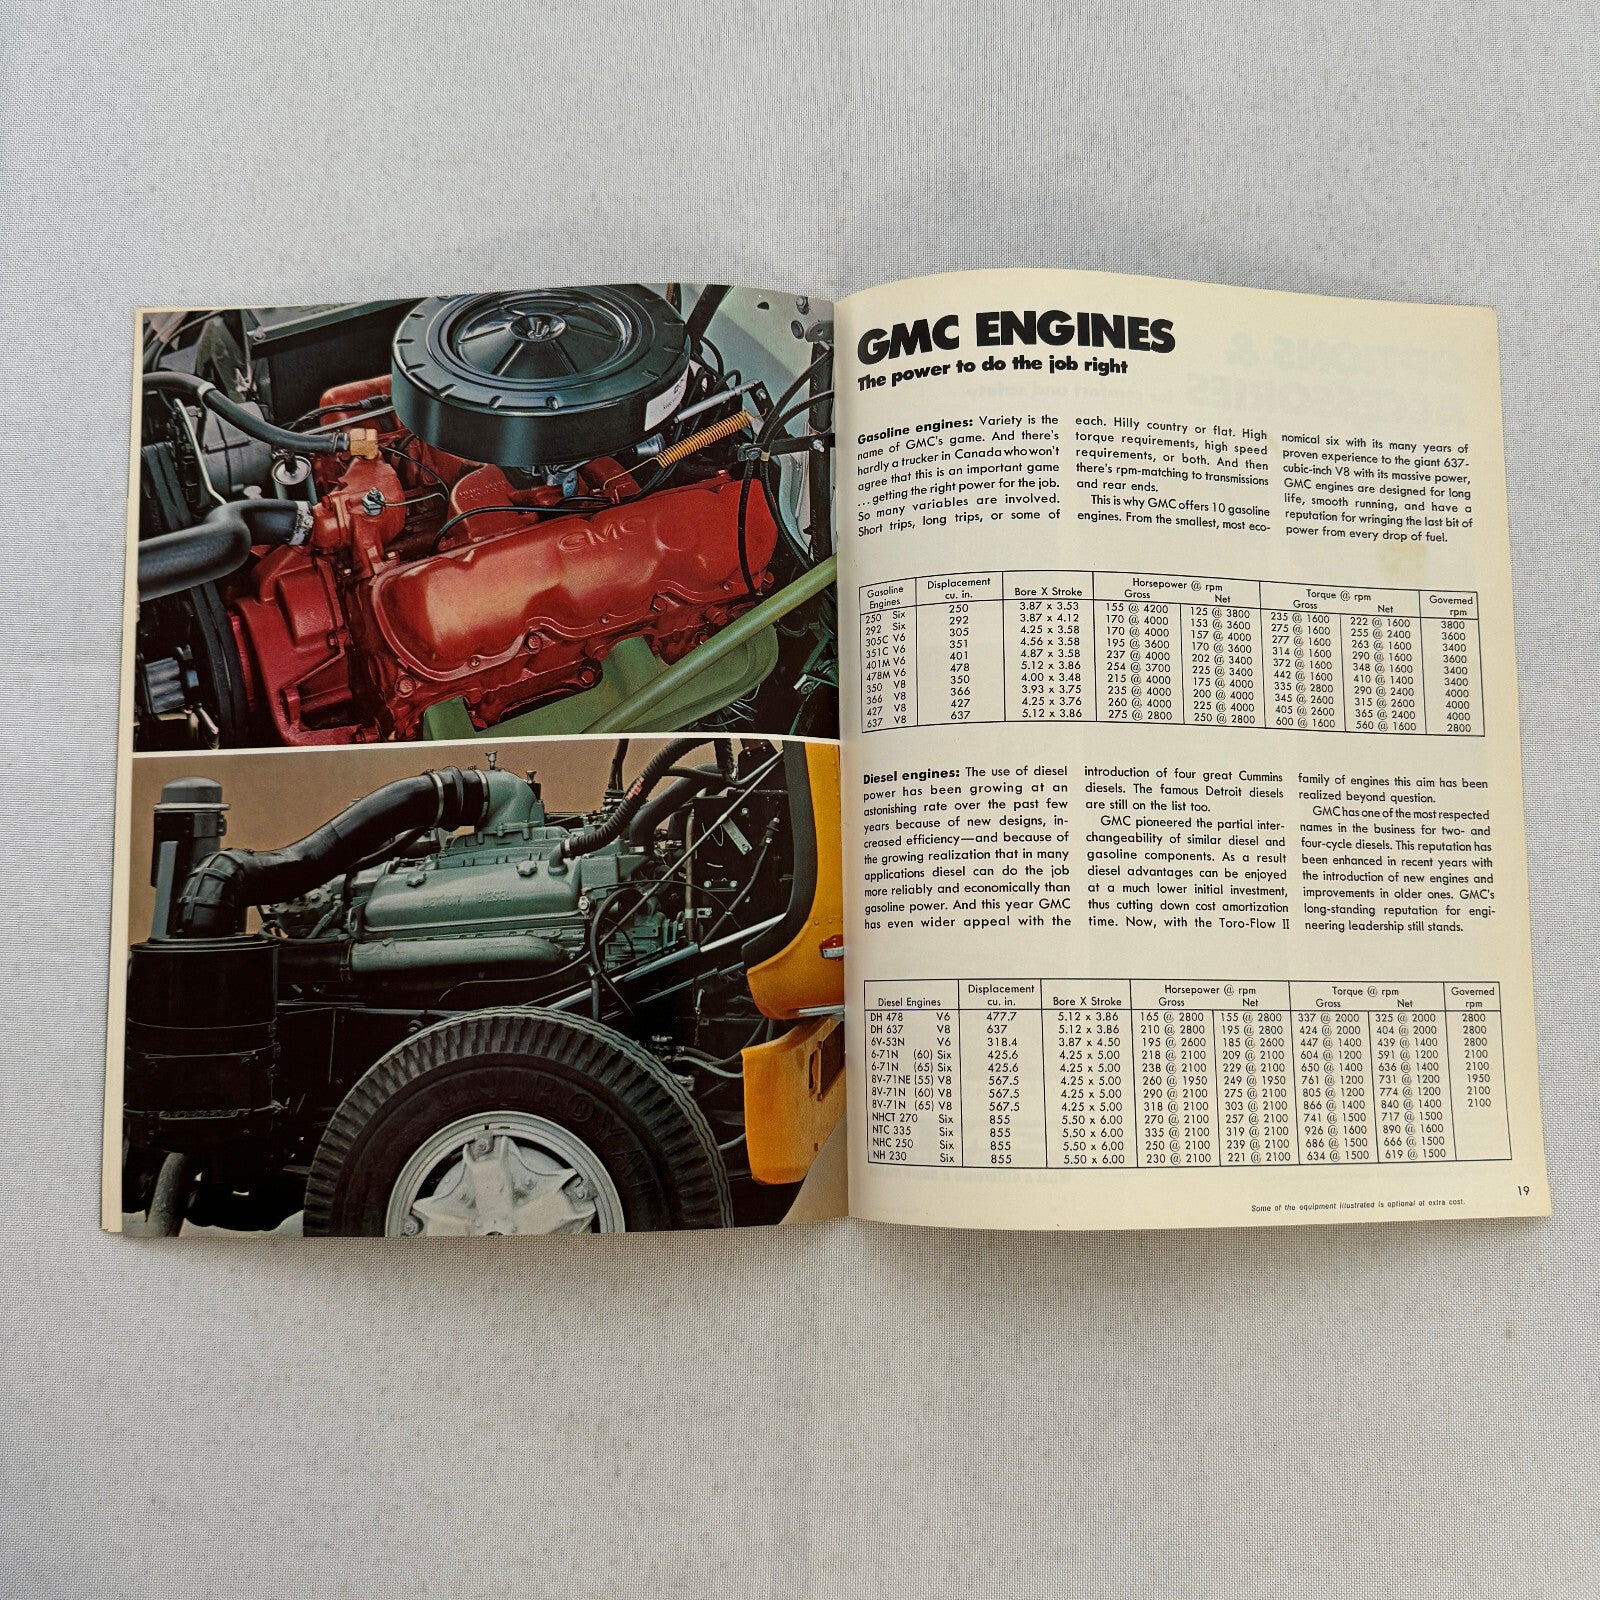 GMC
DETROIT DIESEL
UNIROYAL
GMC ENGINES
The power to do the job right
Gasoline engines: Variety is the
name of GMC's game. And there's
hardly a trucker in Canada who won't
agree that this is an important game
...getting the right power for the job.
So many variables are involved.
Short trips, long trips, or some of
each. Hilly country or flat. High
torque requirements, high speed
requirements, or both. And then
there's rpm-matching to transmissions
and rear ends.
This is why GMC offers 10 gasoline
engines. From the smallest, most eco-
nomical six with its many years of
proven experience to the giant 637-
cubic-inch V8 with its massive power,
GMC engines are designed for long
life, smooth running, and have a
reputation for wringing the last bit of
power from every drop of fuel.
Gasoline Engines Displacement cu. in. Bore X Stroke Horsepower @ rpm Gross Net Torque @ rpm Gross Net Governed rpm
250 Six 250 3.87 x 3.53 155 @ 4200 125 @ 3800 235 @ 1600 222 @ 1600 3800
292 Six 292 3.87 x 4.12 170 @ 4000 153 @ 3600 275 @ 1600 255 @ 2400 3600
305C V6 305 4.25 x 3.58 170 @ 4000 157 @ 4000 277 @ 1600 263 @ 1600 3400
351C V6 351 4.56 x 3.58 195 @ 3600 170 @ 3600 314 @ 1600 290 @ 1600 3600
401M V6 401 4.87 x 3.58 237 @ 4000 202 @ 3400 372 @ 1600 348 @ 1600 3400
478M V6 478 5.12 x 3.86 254 @ 3700 225 @ 3400 442 @ 1600 410 @ 1400 3400
350 V8 350 4.00 x 3.48 215 @ 4000 175 @ 4000 335 @ 2800 290 @ 2400 4000
366 V8 366 3.93 x 3.75 235 @ 4000 200 @ 4000 345 @ 2600 315 @ 2600 4000
427 V8 427 4.25 x 3.76 260 @ 4000 225 @ 4000 405 @ 2600 365 @ 2400 4000
637 V8 637 5.12 x 3.86 275 @ 2800 250 @ 2800 600 @ 1600 560 @ 1600 2800
Diesel engines: The use of diesel
power has been growing at an
astonishing rate over the past few
years because of new designs, in-
creased efficiency—and because of
the growing realization that in many
applications diesel can do the job
more reliably and economically than
gasoline power. And this year GMC
has even wider appeal with the
introduction of four great Cummins
diesels. The famous Detroit diesels
are still on the list too.
GMC pioneered the partial inter-
changeability of similar diesel and
gasoline components. As a result
diesel advantages can be enjoyed
at a much lower initial investment,
thus cutting down cost amortization
time. Now, with the Toro-Flow II
family of engines this aim has been
realized beyond question.
GMC has one of the most respected
names in the business for two- and
four-cycle diesels. This reputation has
been enhanced in recent years with
the introduction of new engines and
improvements in older ones. GMC's
long-standing reputation for engi-
neering leadership still stands.
Diesel Engines Displacement cu. in. Bore X Stroke Horsepower @ rpm Gross Net Torque @ rpm Gross Net Governed rpm
DH 478 V6 477.7 5.12 x 3.86 165 @ 2800 155 @ 2800 337 @ 2000 325 @ 2000 2800
DH 637 V8 637 5.12 x 3.86 210 @ 2800 195 @ 2800 424 @ 2000 404 @ 2000 2800
6V-53N V6 318.4 3.87 x 4.50 195 @ 2600 185 @ 2600 447 @ 1400 439 @ 1400 2800
6-71N (60) Six 425.6 4.25 x 5.00 218 @ 2100 209 @ 2100 604 @ 1200 591 @ 1200 2100
6-71N (65) Six 425.6 4.25 x 5.00 238 @ 2100 229 @ 2100 650 @ 1400 636 @ 1400 2100
8V-71NE (55) V8 567.5 4.25 x 5.00 260 @ 1950 249 @ 1950 761 @ 1200 731 @ 1200 1950
8V-71N (60) V8 567.5 4.25 x 5.00 290 @ 2100 275 @ 2100 805 @ 1200 774 @ 1200 2100
8V-71N (65) V8 567.5 4.25 x 5.00 318 @ 2100 303 @ 2100 866 @ 1400 840 @ 1400 2100
NHCT 270 Six 855 5.50 x 6.00 270 @ 2100 257 @ 2100 741 @ 1500 717 @ 1500
NTC 335 Six 855 5.50 x 6.00 335 @ 2100 319 @ 2100 926 @ 1600 890 @ 1600
NHC 250 Six 855 5.50 x 6.00 250 @ 2100 239 @ 2100 686 @ 1500 666 @ 1500
NH 230 Six 855 5.50 x 6.00 230 @ 2100 221 @ 2100 634 @ 1500 619 @ 1500
Some of the equipment illustrated is optional at extra cost.
19